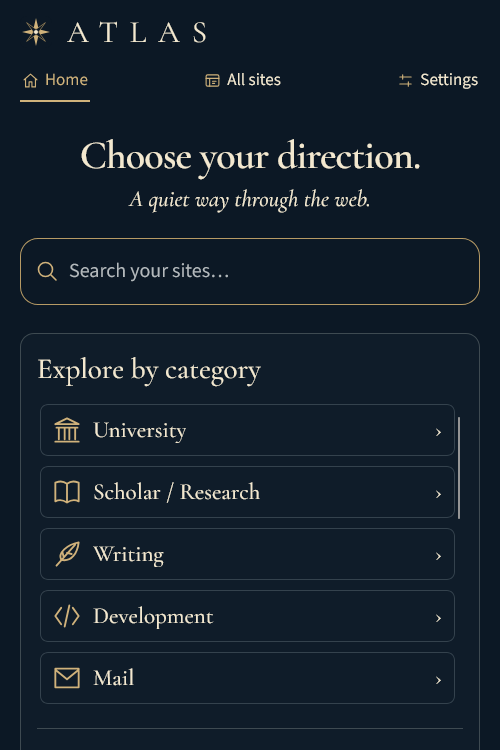 ATLAS
Home
All sites
Settings
Choose your direction.
A quiet way through the web.
Search your sites…
Explore by category
University ›
Scholar / Research ›
Writing ›
Development ›
Mail ›